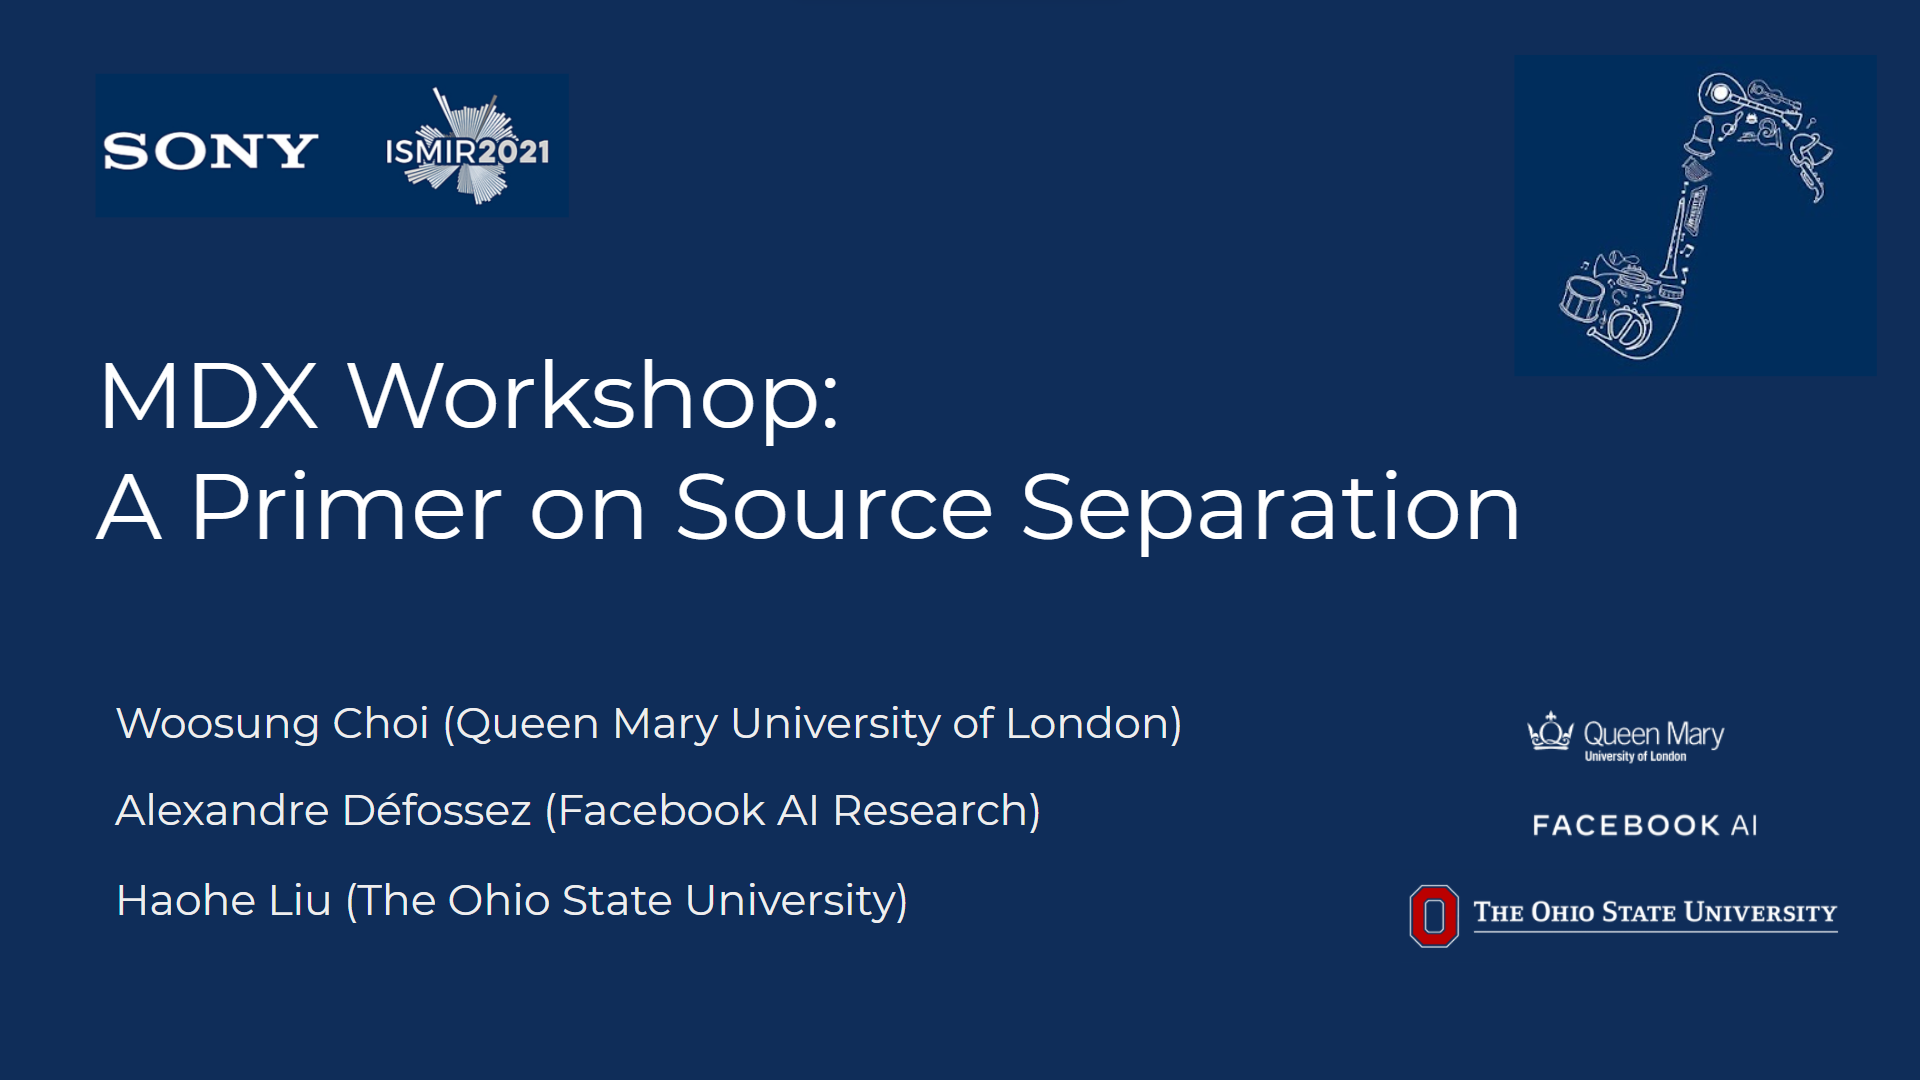 SONY
ISMIR2021
MDX Workshop:
A Primer on Source Separation
Woosung Choi (Queen Mary University of London)
Queen Mary
University of London
Alexandre Défossez (Facebook AI Research)
FACEBOOK AI
Haohe Liu (The Ohio State University)
THE OHIO STATE UNIVERSITY